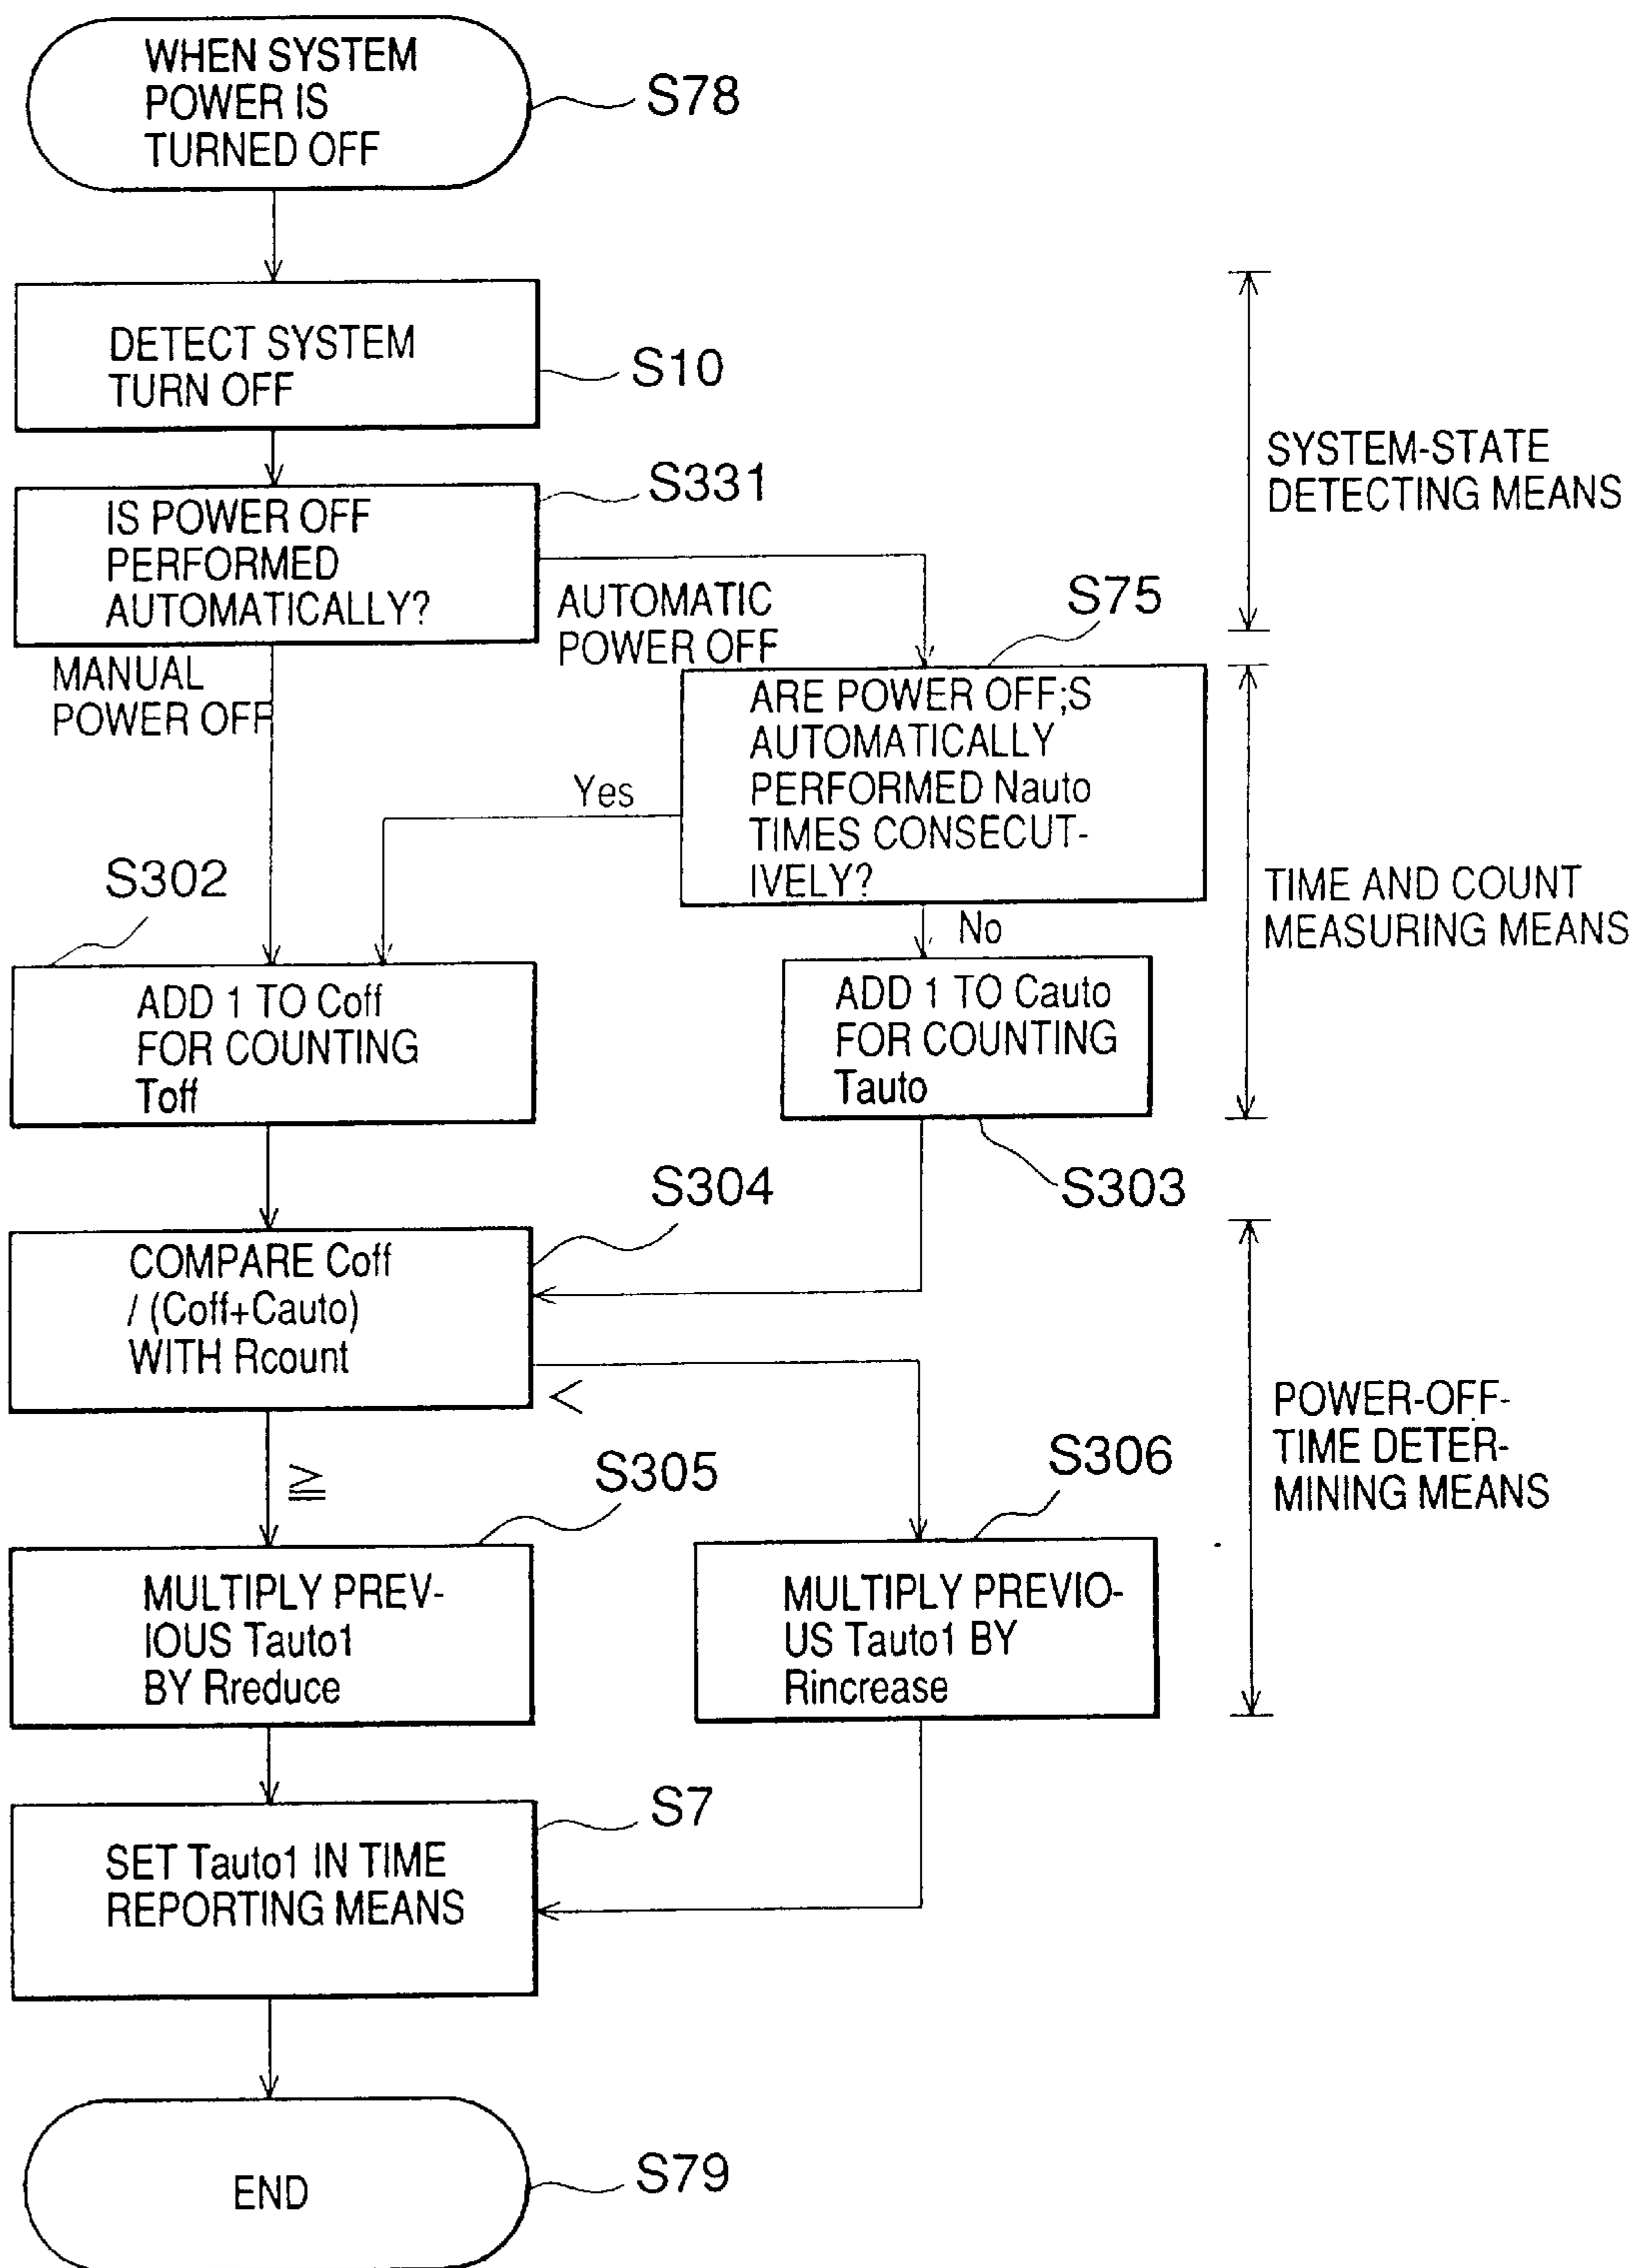 WHEN SYSTEM
POWER IS
TURNED OFF
S78
DETECT SYSTEM
TURN OFF
S10
SYSTEM-STATE
DETECTING MEANS
S331
IS POWER OFF
PERFORMED
AUTOMATICALLY?
AUTOMATIC
POWER OFF
MANUAL
POWER OFF
S75
ARE POWER OFF;S
AUTOMATICALLY
PERFORMED Nauto
TIMES CONSECUT-
IVELY?
Yes
No
TIME AND COUNT
MEASURING MEANS
S302
ADD 1 TO Coff
FOR COUNTING
Toff
ADD 1 TO Cauto
FOR COUNTING
Tauto
S303
S304
COMPARE Coff
/ (Coff+Cauto)
WITH Rcount
<
≧
POWER-OFF-
TIME DETER-
MINING MEANS
S305
MULTIPLY PREV-
IOUS Tauto1
BY Rreduce
S306
MULTIPLY PREVIO-
US Tauto1 BY
Rincrease
S7
SET Tauto1 IN TIME
REPORTING MEANS
END
S79